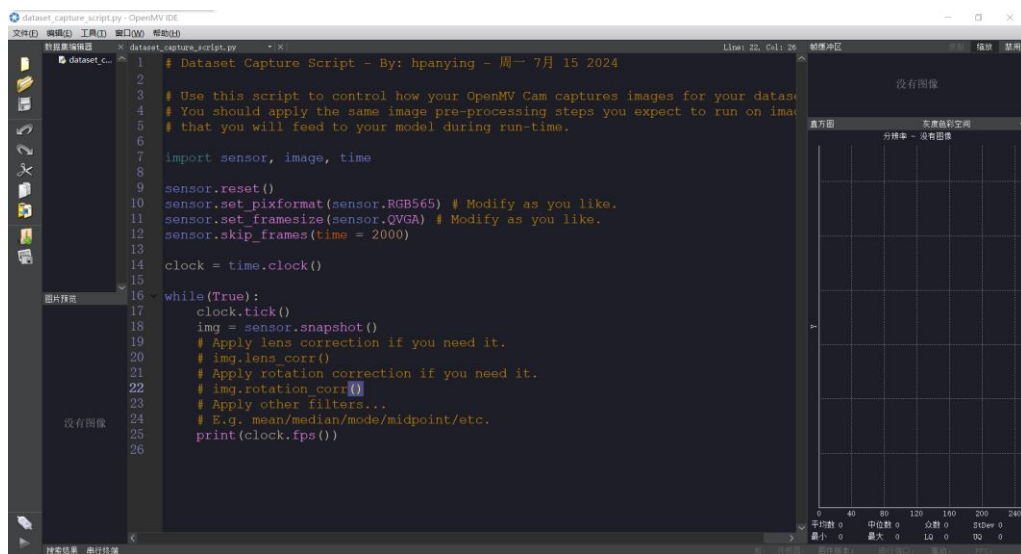 dataset_capture_script.py - OpenMV IDE
文件(F) 编辑(E) 工具(T) 窗口(W) 帮助(H)
数据集编辑器
dataset_capture_script.py
Line: 22, Col: 26
帧缓冲区
缩放 禁用
dataset_c...
1 # Dataset Capture Script - By: hpanying - 周一 7月 15 2024
2
3 # Use this script to control how your OpenMV Cam captures images for your datase
4 # You should apply the same image pre-processing steps you expect to run on imag
5 # that you will feed to your model during run-time.
6
7 import sensor, image, time
8
9 sensor.reset()
10 sensor.set_pixformat(sensor.RGB565) # Modify as you like.
11 sensor.set_framesize(sensor.QVGA) # Modify as you like.
12 sensor.skip_frames(time = 2000)
13
14 clock = time.clock()
15
16 while(True):
17 clock.tick()
18 img = sensor.snapshot()
19 # Apply lens correction if you need it.
20 # img.lens_corr()
21 # Apply rotation correction if you need it.
22 # img.rotation_corr()
23 # Apply other filters...
24 # E.g. mean/median/mode/midpoint/etc.
25 print(clock.fps())
26
图片预览
没有图像
没有图像
直方图 灰度色彩空间
分辨率 - 没有图像
Y
0 40 80 120 160 200 240
平均数 0 中位数 0 众数 0 StDev 0
最小 0 最大 0 LQ 0 UQ 0
搜索结果 串行终端